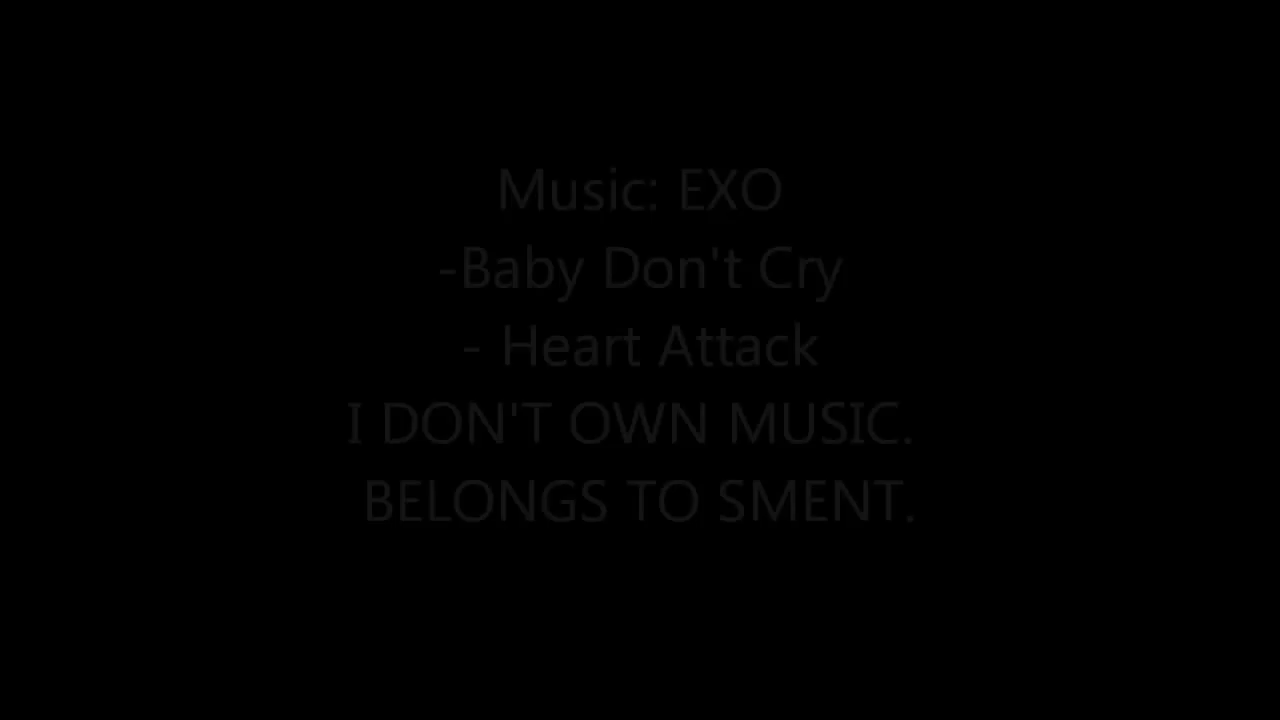 Music: EXO
-Baby Don't Cry
- Heart Attack
I DON'T OWN MUSIC.
BELONGS TO SMENT.